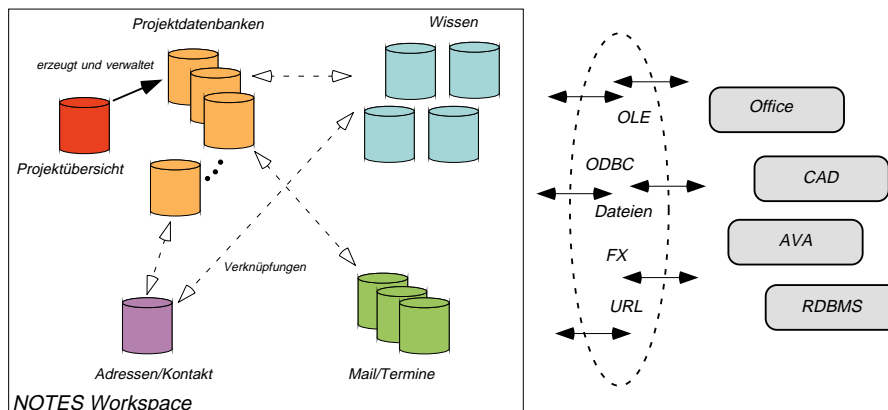 Projektdatenbanken
Wissen
erzeugt und verwaltet
Projektübersicht
Verknüpfungen
Adressen/Kontakt
Mail/Termine
NOTES Workspace
OLE
ODBC
Dateien
FX
URL
Office
CAD
AVA
RDBMS